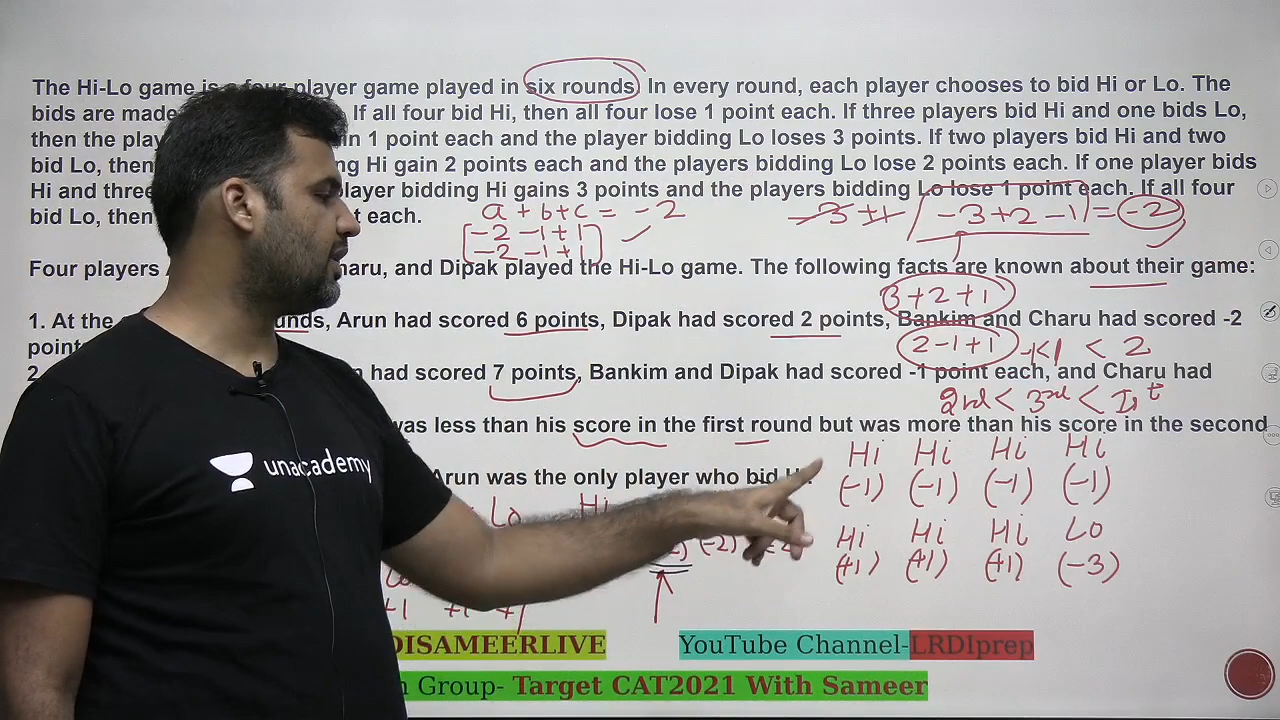 The Hi-Lo game is a four-player game played in six rounds. In every round, each player chooses to bid Hi or Lo. The
bids are made If all four bid Hi, then all four lose 1 point each. If three players bid Hi and one bids Lo,
then the play in 1 point each and the player bidding Lo loses 3 points. If two players bid Hi and two
bid Lo, then ng Hi gain 2 points each and the players bidding Lo lose 2 points each. If one player bids
Hi and three layer bidding Hi gains 3 points and the players bidding Lo lose 1 point each. If all four
bid Lo, then t each.
a + b + c = -2
-3 + 1
-3+2-1 = -2
-2 -1 +1
-2 -1 +1
Four players haru, and Dipak played the Hi-Lo game. The following facts are known about their game:
3+2+1
1. At the unds, Arun had scored 6 points, Dipak had scored 2 points, Bankim and Charu had scored -2
point
2-1+1
-1<1 < 2
2 had scored 7 points, Bankim and Dipak had scored -1 point each, and Charu had
2nd < 3rd < Ist
was less than his score in the first round but was more than his score in the second
Hi Hi Hi Hi
Arun was the only player who bid H
(-1) (-1) (-1) (-1)
Lo Hi
Hi Hi Hi Lo
(-2)
(+1) (+1) (+1) (-3)
+1 +1 +1
unacademy
DISAMEERLIVE
YouTube Channel-LRDIprep
Group- Target CAT2021 With Sameer